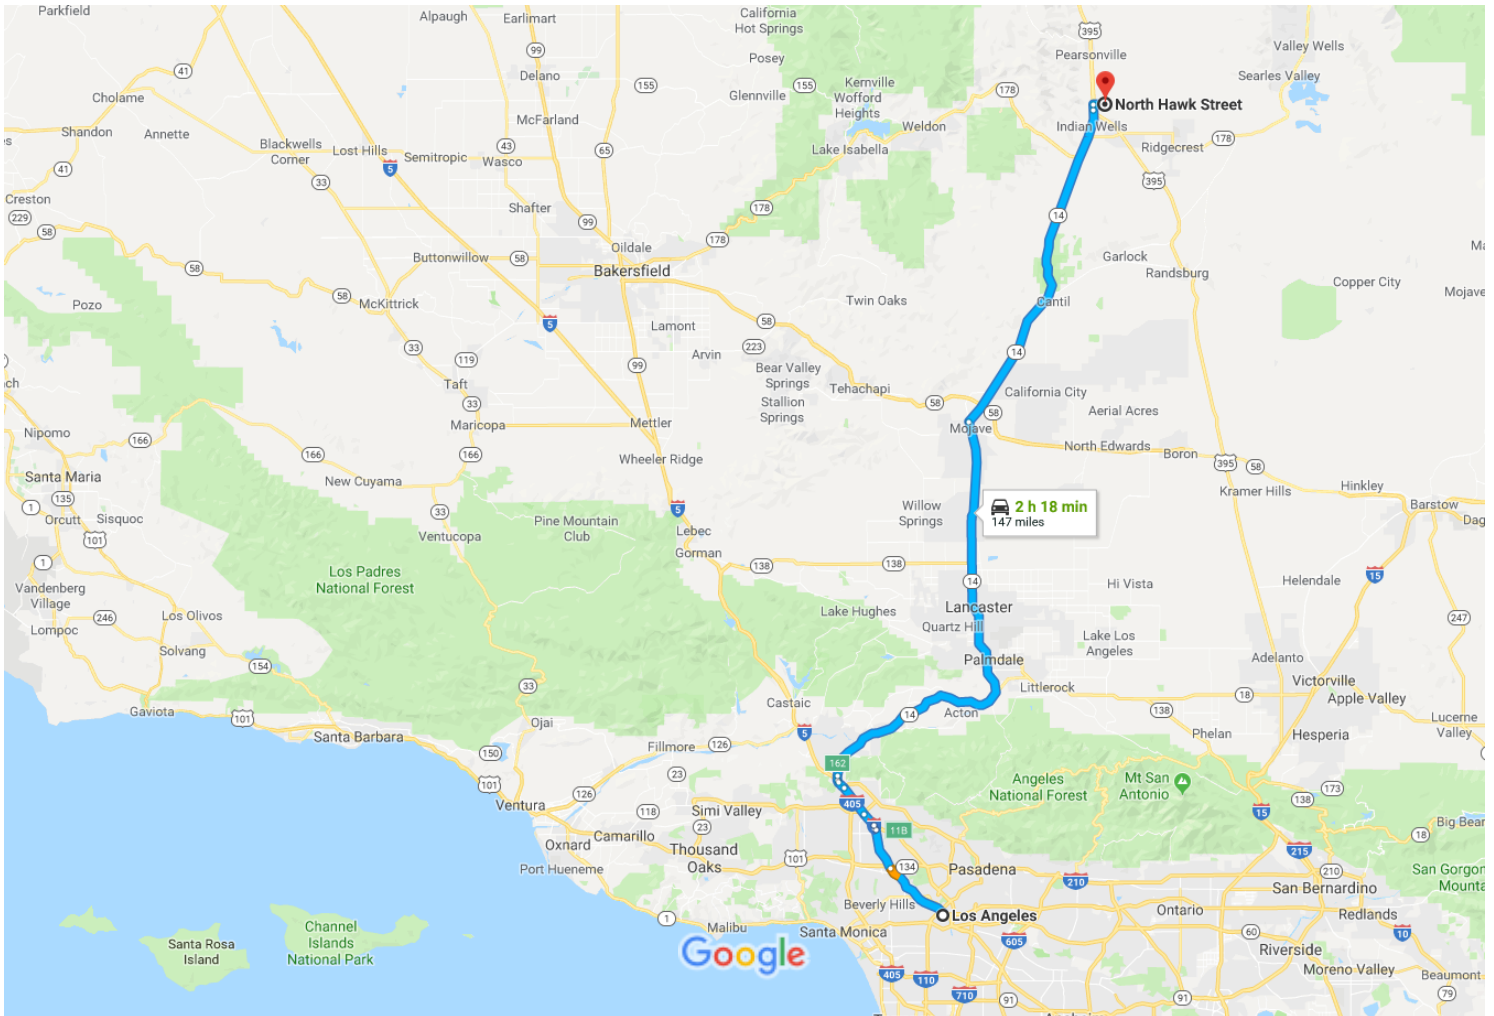 Parkfield
Alpaugh
Earlimart
California
Hot Springs
395
Pearsonville
Valley Wells
99
Delano
Posey
41
155
155
Kernville
Wofford
Heights
178
Searles Valley
Cholame
Glennville
North Hawk Street
McFarland
Shandon
Annette
Weldon
Indian Wells
178
Blackwells
Corner
Lost Hills
Semitropic
43
Wasco
65
Lake Isabella
Ridgecrest
41
5
33
395
Creston
229
Shafter
178
14
58
99
Oildale
178
Buttonwillow
58
Garlock
58
Bakersfield
Randsburg
Copper City
Mojave
58
McKittrick
Twin Oaks
Cantil
Pozo
5
Lamont
58
33
119
223
Arvin
14
99
Bear Valley
Springs
Taft
Tehachapi
California City
33
Stallion
Springs
58
58
Aerial Acres
Maricopa
Mettler
Mojave
Nipomo
166
North Edwards
Boron
166
166
Wheeler Ridge
395
58
Santa Maria
New Cuyama
Kramer Hills
Hinkley
135
1
Orcutt
Sisquoc
33
5
Willow
Springs
2 h 18 min
147 miles
Barstow
Pine Mountain
Club
Lebec
101
Ventucopa
Gorman
1
138
138
Los Padres
National Forest
14
Hi Vista
Helendale
15
Vandenberg
Village
Lancaster
246
Los Olivos
Lake Hughes
Quartz Hill
247
Lompoc
Lake Los
Angeles
Solvang
154
Palmdale
Adelanto
Victorville
33
Littlerock
18
Apple Valley
Castaic
Gaviota
101
Ojai
14
Acton
138
Lucerne
Valley
Santa Barbara
5
Phelan
Hesperia
150
Fillmore
126
162
101
23
Angeles
National Forest
Mt San
Antonio
173
Ventura
126
405
138
118
Simi Valley
15
23
11B
Big Bear
18
Camarillo
Oxnard
Thousand
Oaks
101
134
215
Port Hueneme
Pasadena
210
210
San Gorgonio
San Bernardino
Beverly Hills
Los Angeles
Ontario
Redlands
1
Malibu
Santa Monica
605
60
10
Channel
Islands
National Park
Santa Rosa
Island
Google
Riverside
405
110
710
91
91
Moreno Valley
Beaumont
79